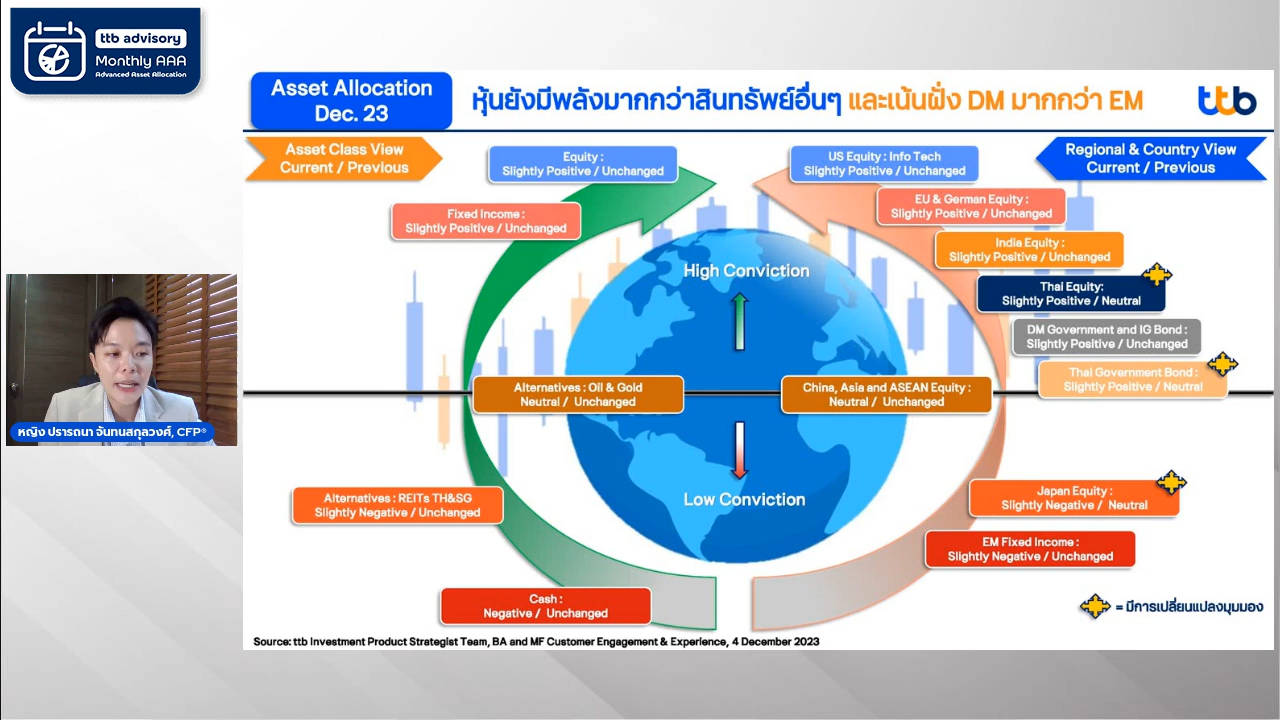 ttb advisory
Monthly AAA
Advanced Asset Allocation
Asset Allocation
Dec. 23
หุ้นยังมีพลังมากกว่าสินทรัพย์อื่นๆ และเน้นฝั่ง DM มากกว่า EM
ttb
Asset Class View
Current / Previous
Equity :
Slightly Positive / Unchanged
US Equity : Info Tech
Slightly Positive / Unchanged
Regional & Country View
Current / Previous
Fixed Income :
Slightly Positive / Unchanged
EU & German Equity :
Slightly Positive / Unchanged
India Equity :
Slightly Positive / Unchanged
High Conviction
Thai Equity:
Slightly Positive / Neutral
DM Government and IG Bond :
Slightly Positive / Unchanged
Thai Government Bond :
Slightly Positive / Neutral
Alternatives : Oil & Gold
Neutral / Unchanged
China, Asia and ASEAN Equity :
Neutral / Unchanged
หญิง ปรารถนา จันทนสกุลวงศ์, CFP®
Low Conviction
Alternatives : REITs TH&SG
Slightly Negative / Unchanged
Japan Equity :
Slightly Negative / Neutral
EM Fixed Income :
Slightly Negative / Unchanged
Cash :
Negative / Unchanged
= มีการเปลี่ยนแปลงมุมมอง
Source: ttb Investment Product Strategist Team, BA and MF Customer Engagement & Experience, 4 December 2023